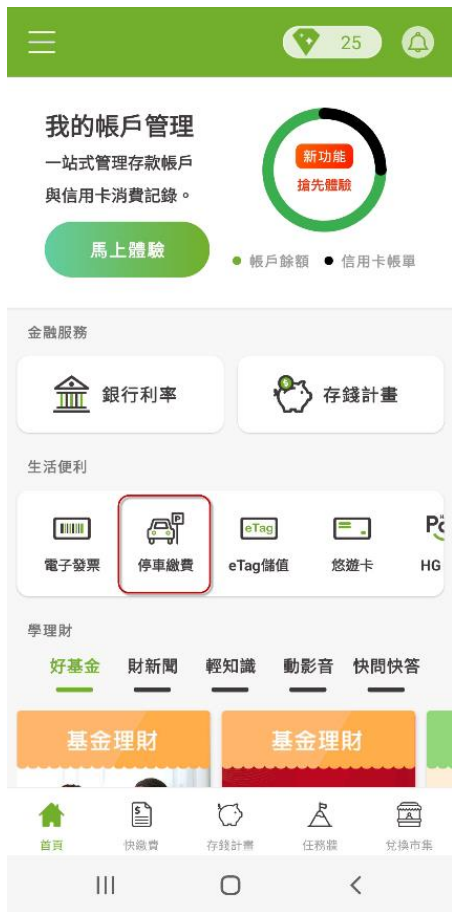 25
我的帳戶管理
一站式管理存款帳戶
與信用卡消費記錄。
馬上體驗
新功能
搶先體驗
帳戶餘額 信用卡帳單
金融服務
銀行利率 存錢計畫
生活便利
P
eTag
電子發票 停車繳費 eTag儲值 悠遊卡 HG
學理財
好基金 財新聞 輕知識 動影音 快問快答
基金理財 基金理財
首頁 快繳費 存錢計畫 任務牆 兌換市集